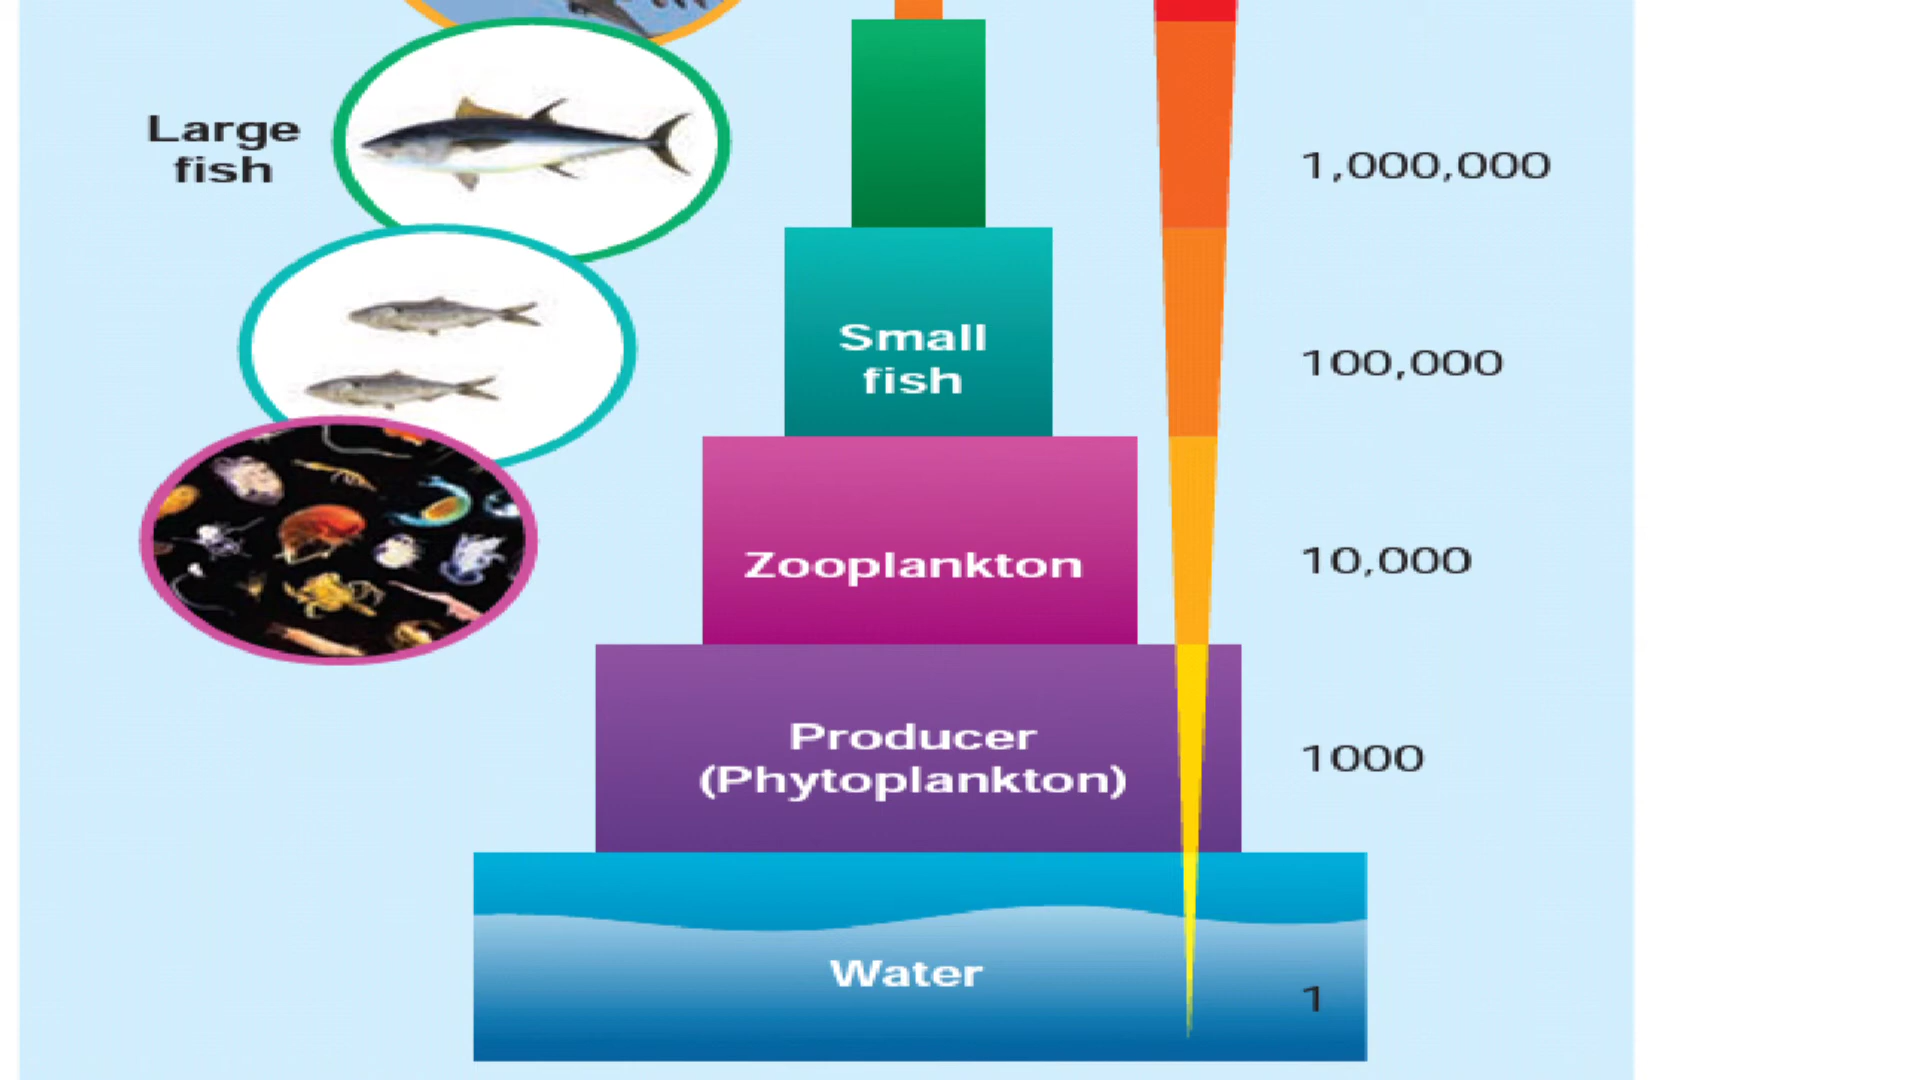 Large
fish
1,000,000
Small
fish
100,000
Zooplankton
10,000
Producer
(Phytoplankton)
1000
Water
1